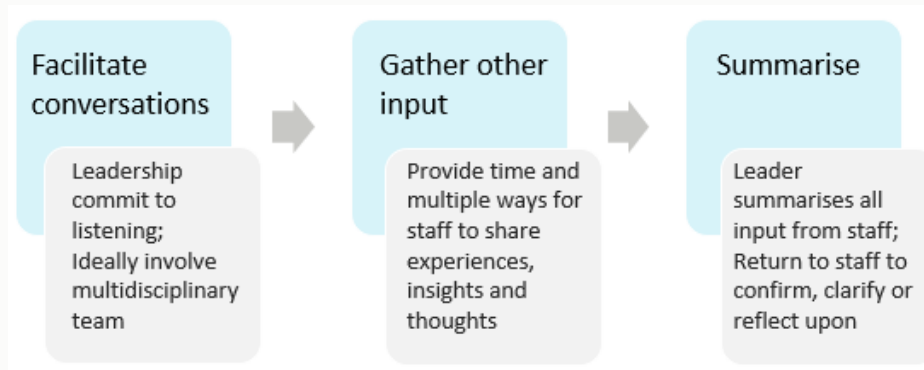 Facilitate
conversations
Leadership
commit to
listening;
Ideally involve
multidisciplinary
team
Gather other
input
Provide time and
multiple ways for
staff to share
experiences,
insights and
thoughts
Summarise
Leader
summarises all
input from staff;
Return to staff to
confirm, clarify or
reflect upon